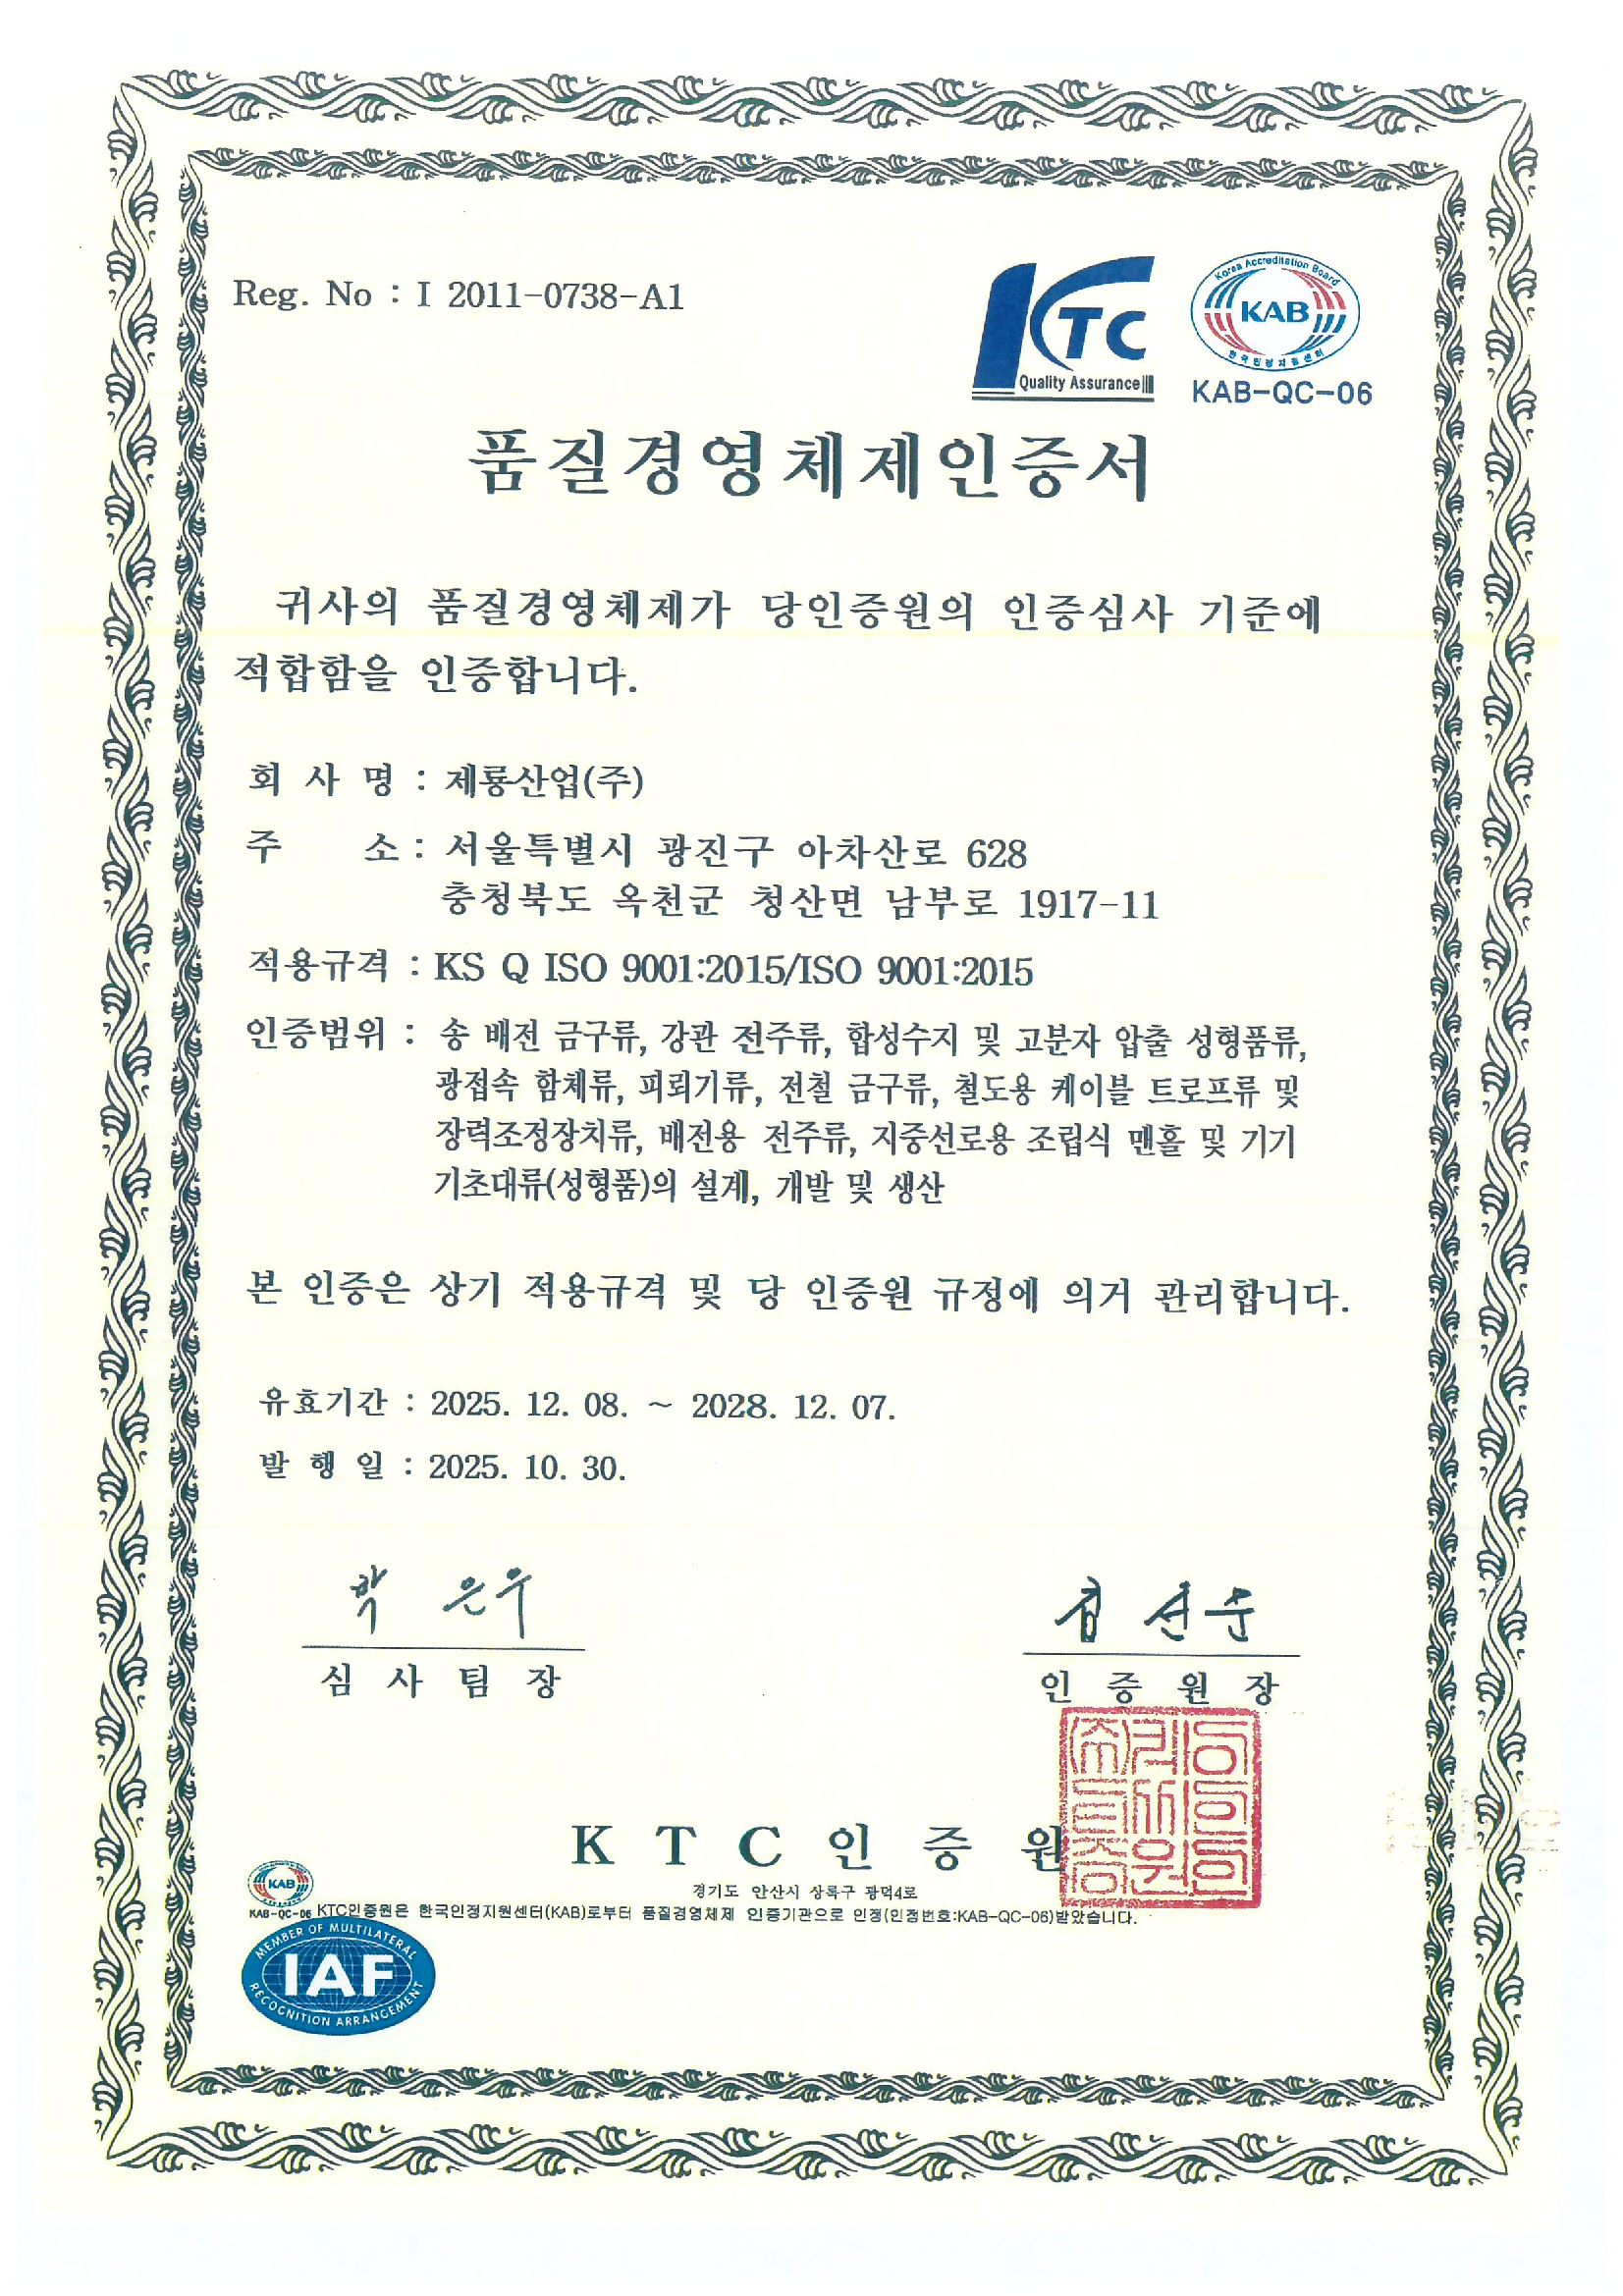 Reg. No : I 2011-0738-A1
KTC
Quality Assurance
Korea Accreditation Board
KAB
한국인정지원센터
KAB-QC-06
품질경영체제인증서
귀사의 품질경영체제가 당인증원의 인증심사 기준에
적합함을 인증합니다.
회 사 명 : 제룡산업(주)
주 소 : 서울특별시 광진구 아차산로 628
충청북도 옥천군 청산면 남부로 1917-11
적용규격 : KS Q ISO 9001:2015/ISO 9001:2015
인증범위 : 송 배전 금구류, 강관 전주류, 합성수지 및 고분자 압출 성형품류,
광접속 함체류, 피뢰기류, 전철 금구류, 철도용 케이블 트로프류 및
장력조정장치류, 배전용 전주류, 지중선로용 조립식 맨홀 및 기기
기초대류(성형품)의 설계, 개발 및 생산
본 인증은 상기 적용규격 및 당 인증원 규정에 의거 관리합니다.
유효기간 : 2025. 12. 08. ~ 2028. 12. 07.
발 행 일 : 2025. 10. 30.
박 은우
심 사 팀 장
인 증 원 장
K T C 인 증 원
경기도 안산시 상록구 광덕4로
KAB
KAB-QC-06 KTC인증원은 한국인정지원센터(KAB)로부터 품질경영체제 인증기관으로 인정(인정번호:KAB-QC-06)받았습니다.
MEMBER OF MULTILATERAL
IAF
RECOGNITION ARRANGEMENT